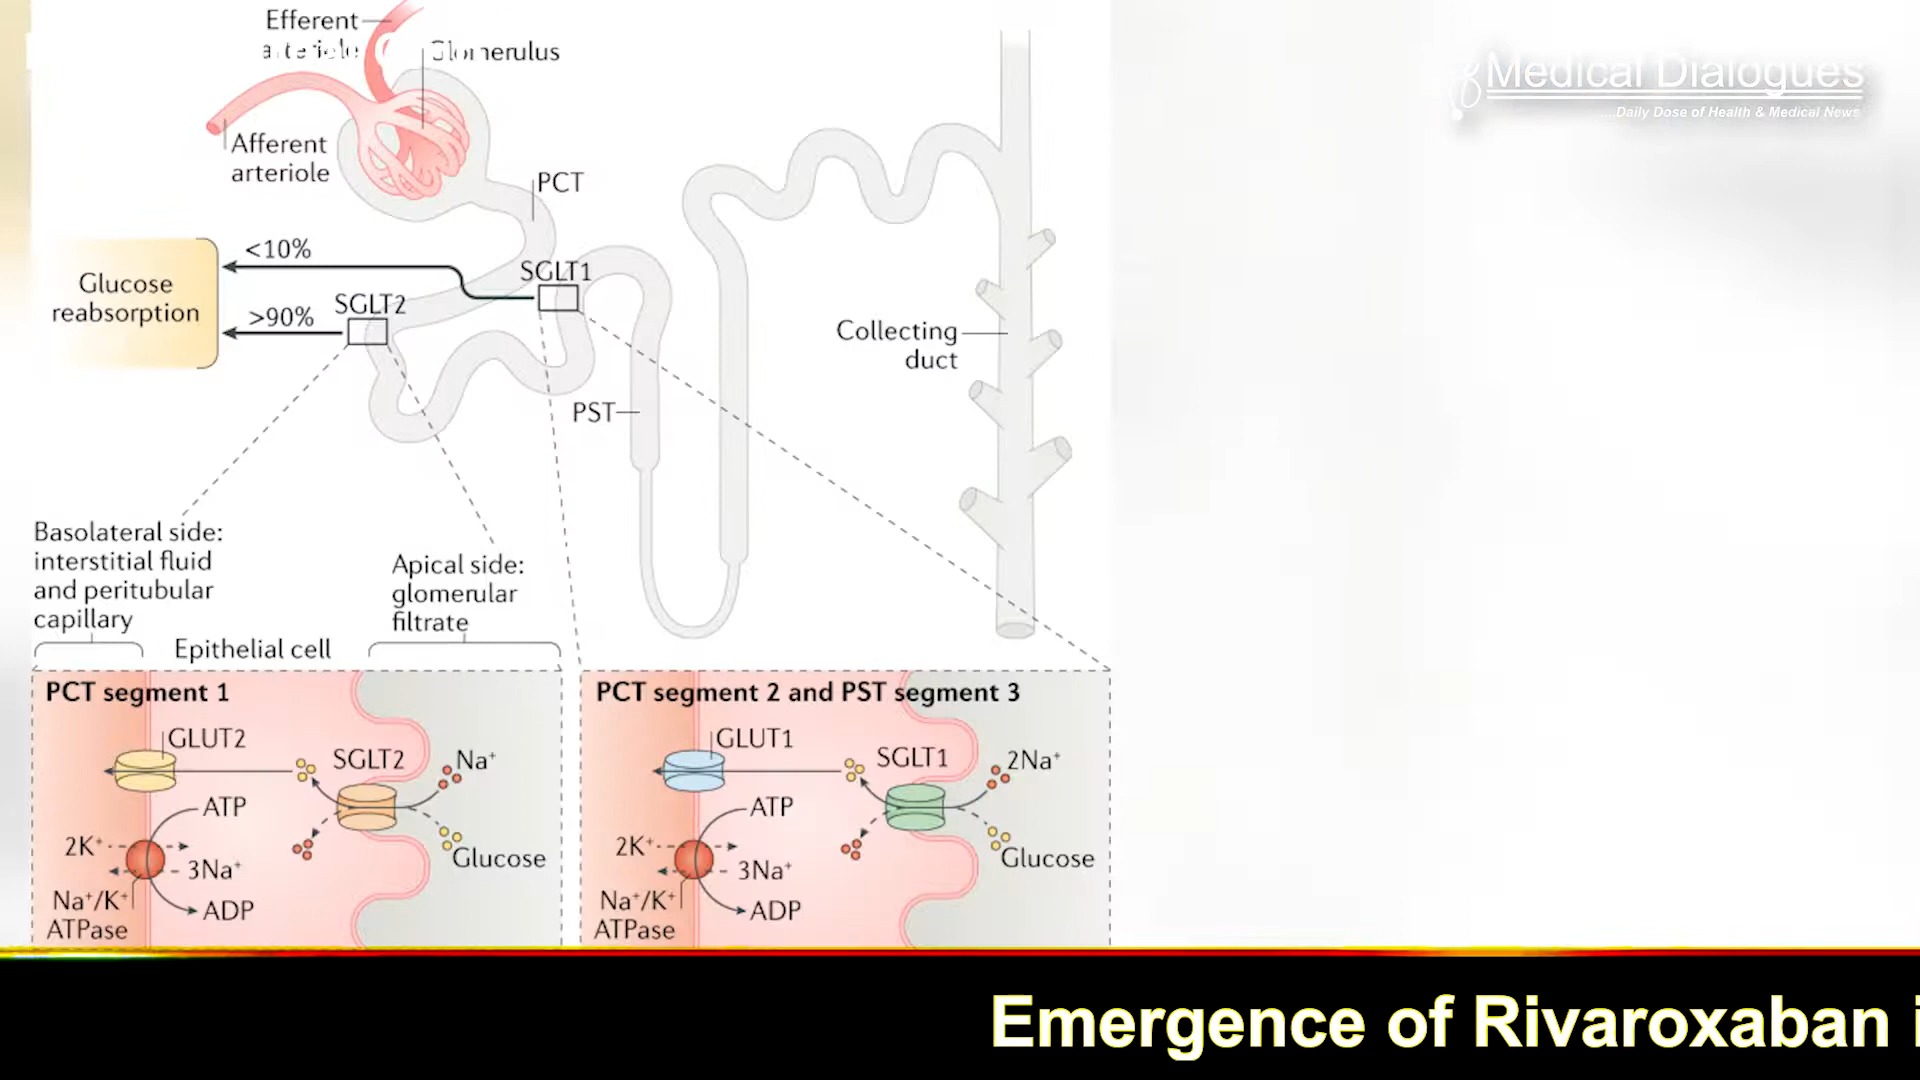 Efferent
arteriole
Glomerulus
Medical Dialogues
....Daily Dose of Health & Medical News
Afferent
arteriole
PCT
<10%
SGLT1
Glucose
reabsorption
SGLT2
>90%
Collecting
duct
PST
Basolateral side:
interstitial fluid
and peritubular
capillary
Apical side:
glomerular
filtrate
Epithelial cell
PCT segment 1
GLUT2
SGLT2
Na⁺
ATP
2K⁺
3Na⁺
Glucose
Na⁺/K⁺
ATPase
ADP
PCT segment 2 and PST segment 3
GLUT1
SGLT1
2Na⁺
ATP
2K⁺
3Na⁺
Glucose
Na⁺/K⁺
ATPase
ADP
Emergence of Rivaroxaban